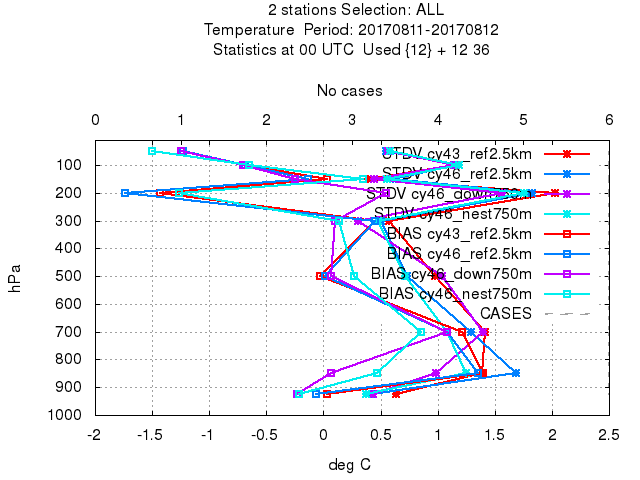 2 stations Selection: ALL
Temperature Period: 20170811-20170812
Statistics at 00 UTC Used {12} + 12 36
No cases
0 1 2 3 4 5 6
STDV cy43_ref2.5km
STDV cy46_ref2.5km
STDV cy46_down750m
STDV cy46_nest750m
BIAS cy43_ref2.5km
BIAS cy46_ref2.5km
BIAS cy46_down750m
BIAS cy46_nest750m
CASES
hPa
100
200
300
400
500
600
700
800
900
1000
-2 -1.5 -1 -0.5 0 0.5 1 1.5 2 2.5
deg C